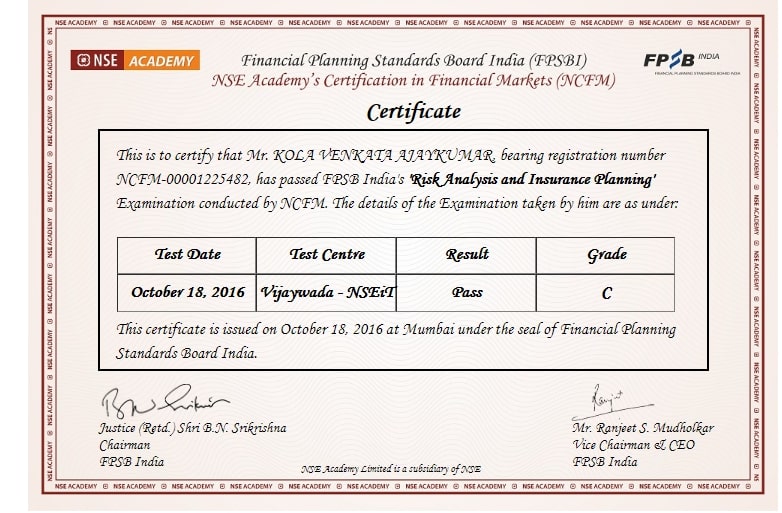 NSE ACADEMY
Financial Planning Standards Board India (FPSBI)
NSE Academy's Certification in Financial Markets (NCFM)
FPSB INDIA
FINANCIAL PLANNING STANDARDS BOARD INDIA
Certificate
This is to certify that Mr. KOLA VENKATA AJAYKUMAR, bearing registration number
NCFM-00001225482, has passed FPSB India's 'Risk Analysis and Insurance Planning'
Examination conducted by NCFM. The details of the Examination taken by him are as under:
Test Date Test Centre Result Grade
October 18, 2016 Vijaywada - NSEiT Pass C
This certificate is issued on October 18, 2016 at Mumbai under the seal of Financial Planning
Standards Board India.
Justice (Retd.) Shri B.N. Srikrishna
Chairman
FPSB India
Mr. Ranjeet S. Mudholkar
Vice Chairman & CEO
FPSB India
NSE Academy Limited is a subsidiary of NSE